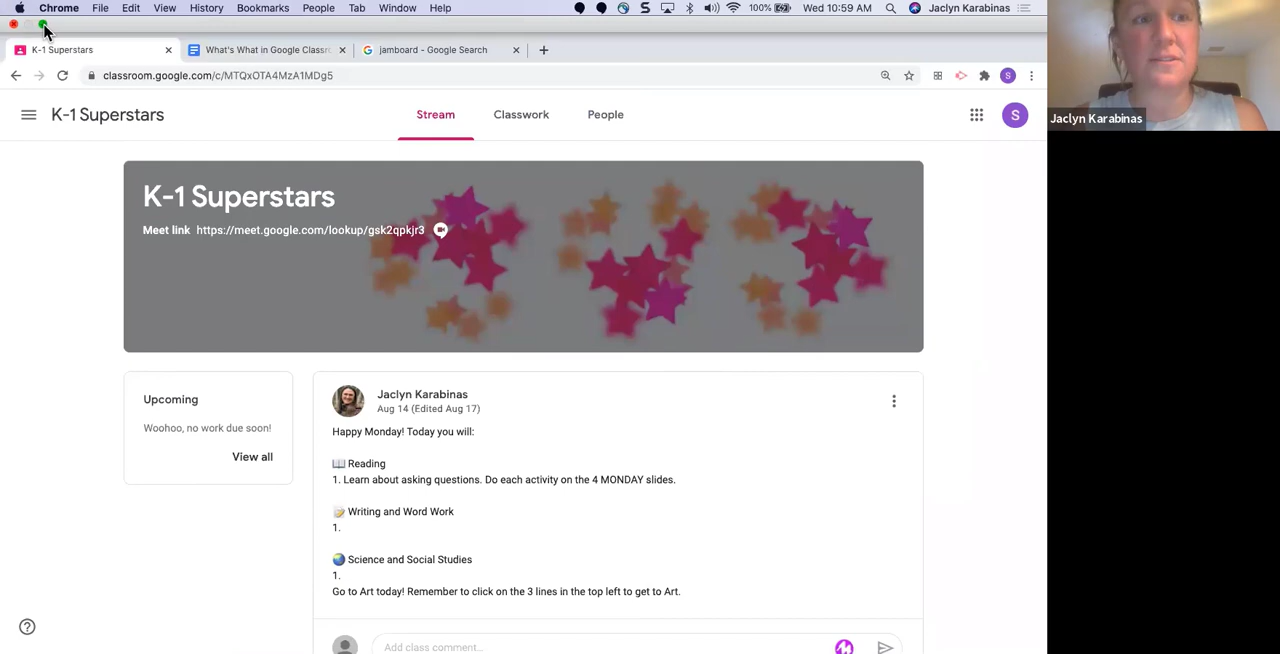 Chrome File Edit View History Bookmarks People Tab Window Help 100% Wed 10:59 AM Jaclyn Karabinas
K-1 Superstars What's What in Google Classro jamboard - Google Search
classroom.google.com/c/MTQxOTA4MzA1MDg5 S
K-1 Superstars Stream Classwork People S
K-1 Superstars
Meet link https://meet.google.com/lookup/gsk2qpkjr3
Upcoming
Woohoo, no work due soon!
View all
Jaclyn Karabinas
Aug 14 (Edited Aug 17)
Happy Monday! Today you will:
📖 Reading
1. Learn about asking questions. Do each activity on the 4 MONDAY slides.
📝 Writing and Word Work
1.
🌎 Science and Social Studies
1.
Go to Art today! Remember to click on the 3 lines in the top left to get to Art.
Add class comment...
Jaclyn Karabinas